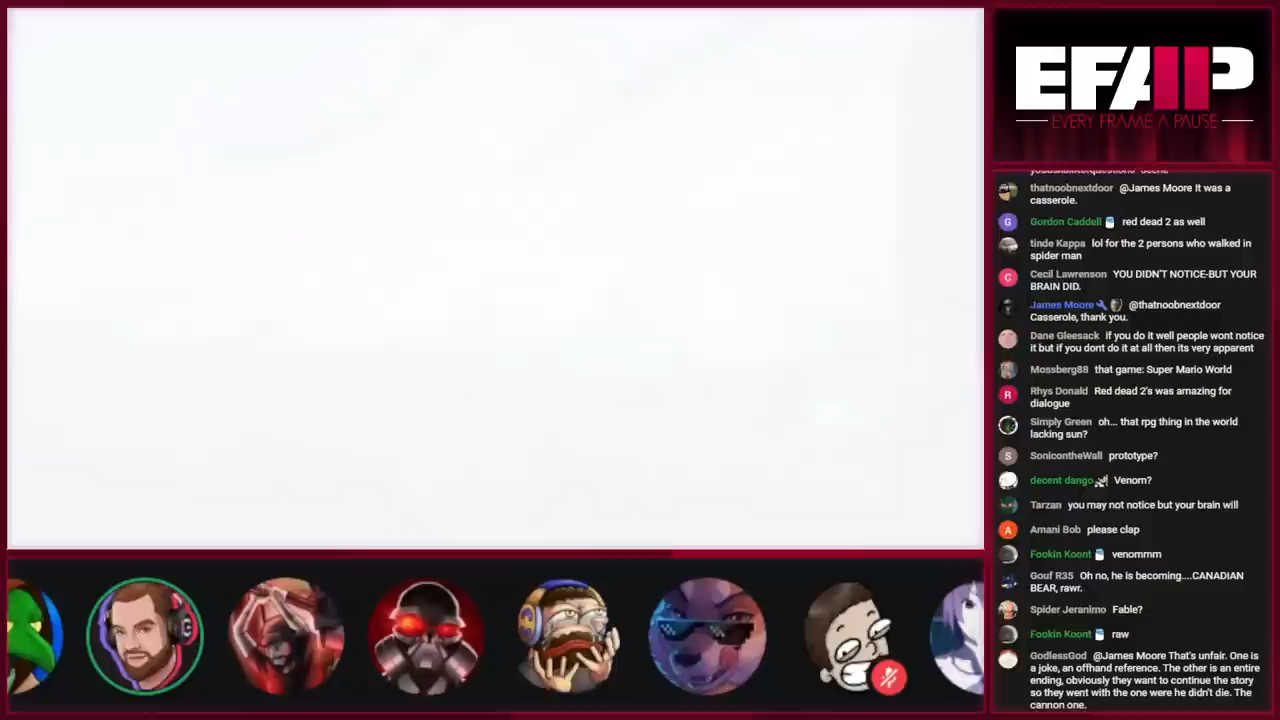 EFAP
EVERY FRAME A PAUSE
thatnoobnextdoor @James Moore It was a
casserole.
G Gordon Caddell red dead 2 as well
tinde Kappa lol for the 2 persons who walked in
spider man
C Cecil Lawrenson YOU DIDN'T NOTICE-BUT YOUR
BRAIN DID.
James Moore @thatnoobnextdoor
Casserole, thank you.
Dane Gleesack if you do it well people wont notice
it but if you dont do it at all then its very apparent
Mossberg88 that game: Super Mario World
R Rhys Donald Red dead 2's was amazing for
dialogue
Simply Green oh... that rpg thing in the world
lacking sun?
S SonicontheWall prototype?
decent dango Venom?
Tarzan you may not notice but your brain will
A Amani Bob please clap
Fookin Koont venommm
Gouf R35 Oh no, he is becoming....CANADIAN
BEAR, rawr.
Spider Jeranimo Fable?
Fookin Koont raw
GodlessGod @James Moore That's unfair. One is
a joke, an offhand reference. The other is an entire
ending, obviously they want to continue the story
so they went with the one were he didn't die. The
cannon one.